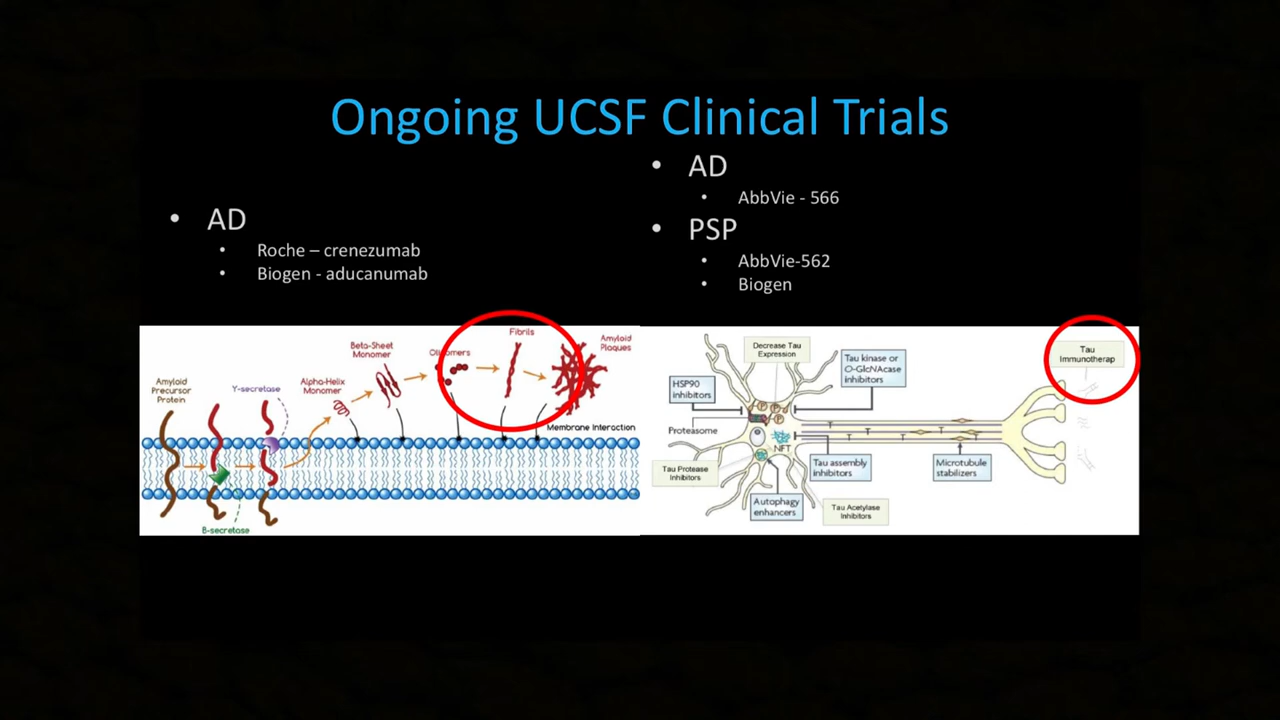 Ongoing UCSF Clinical Trials
• AD
• Roche – crenezumab
• Biogen - aducanumab
• AD
• AbbVie - 566
• PSP
• AbbVie-562
• Biogen
Fibrils
Amyloid
Plaques
Beta-Sheet
Monomer
Alpha-Helix
Monomer
Y-secretase
Amyloid
Precursor
Protein
Membrane Interaction
B-secretase
Decrease Tau
Expression
Tau kinase or
O-GlcNAcase
inhibitors
HSP90
inhibitors
Proteasome
P
P
P
NFT
Tau Protease
Inhibitors
Tau assembly
inhibitors
Microtubule
stabilizers
Autophagy
enhancers
Tau Acetylase
Inhibitors
Tau
Immunotherap